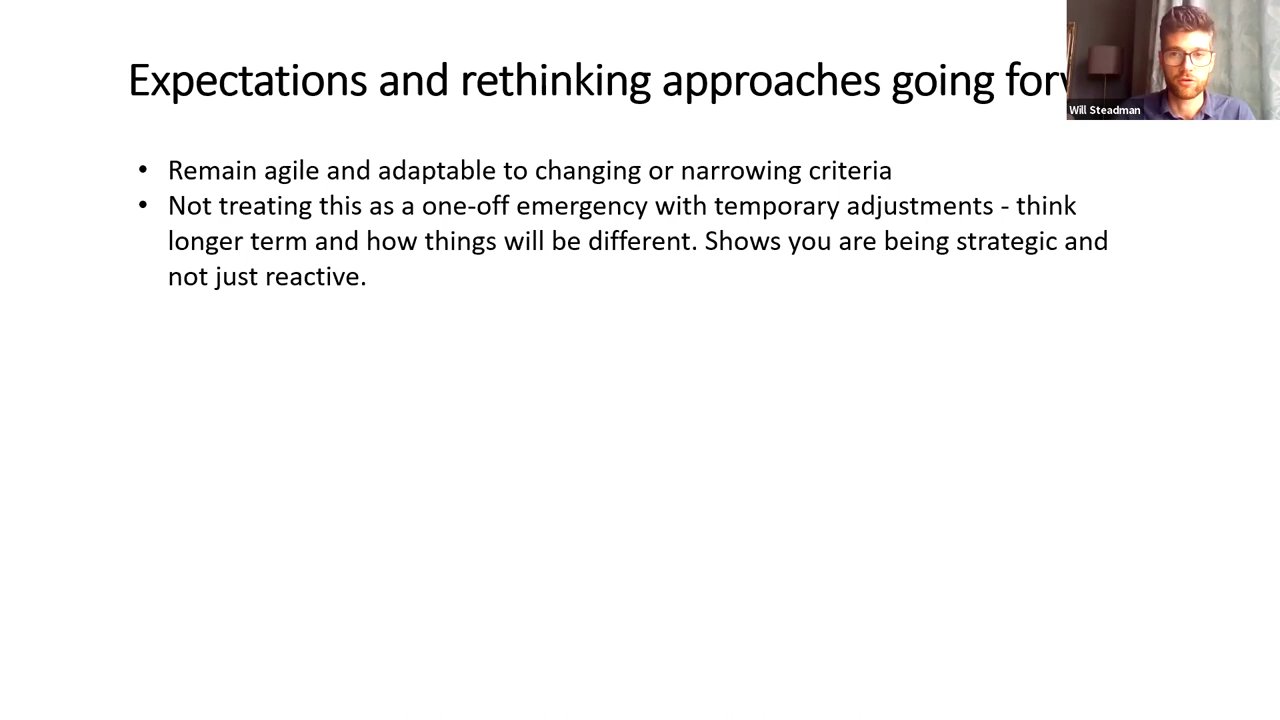 Expectations and rethinking approaches going
Will Steadman
• Remain agile and adaptable to changing or narrowing criteria
• Not treating this as a one-off emergency with temporary adjustments - think
longer term and how things will be different. Shows you are being strategic and
not just reactive.